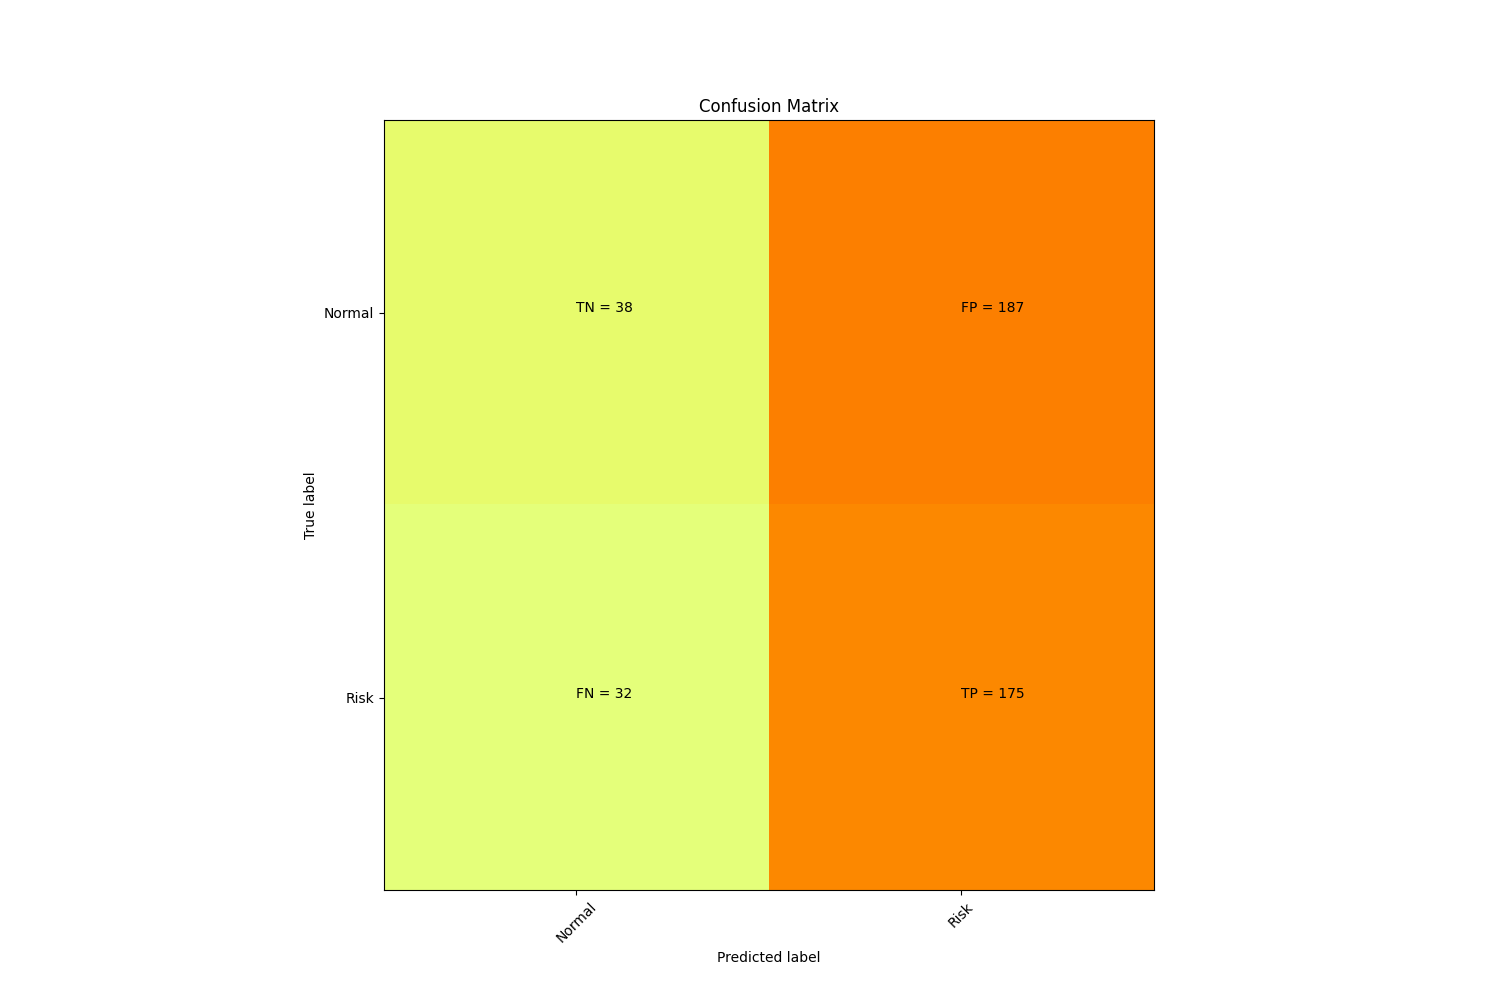 Confusion Matrix
Normal
TN = 38
FP = 187
True label
Risk
FN = 32
TP = 175
Normal
Risk
Predicted label